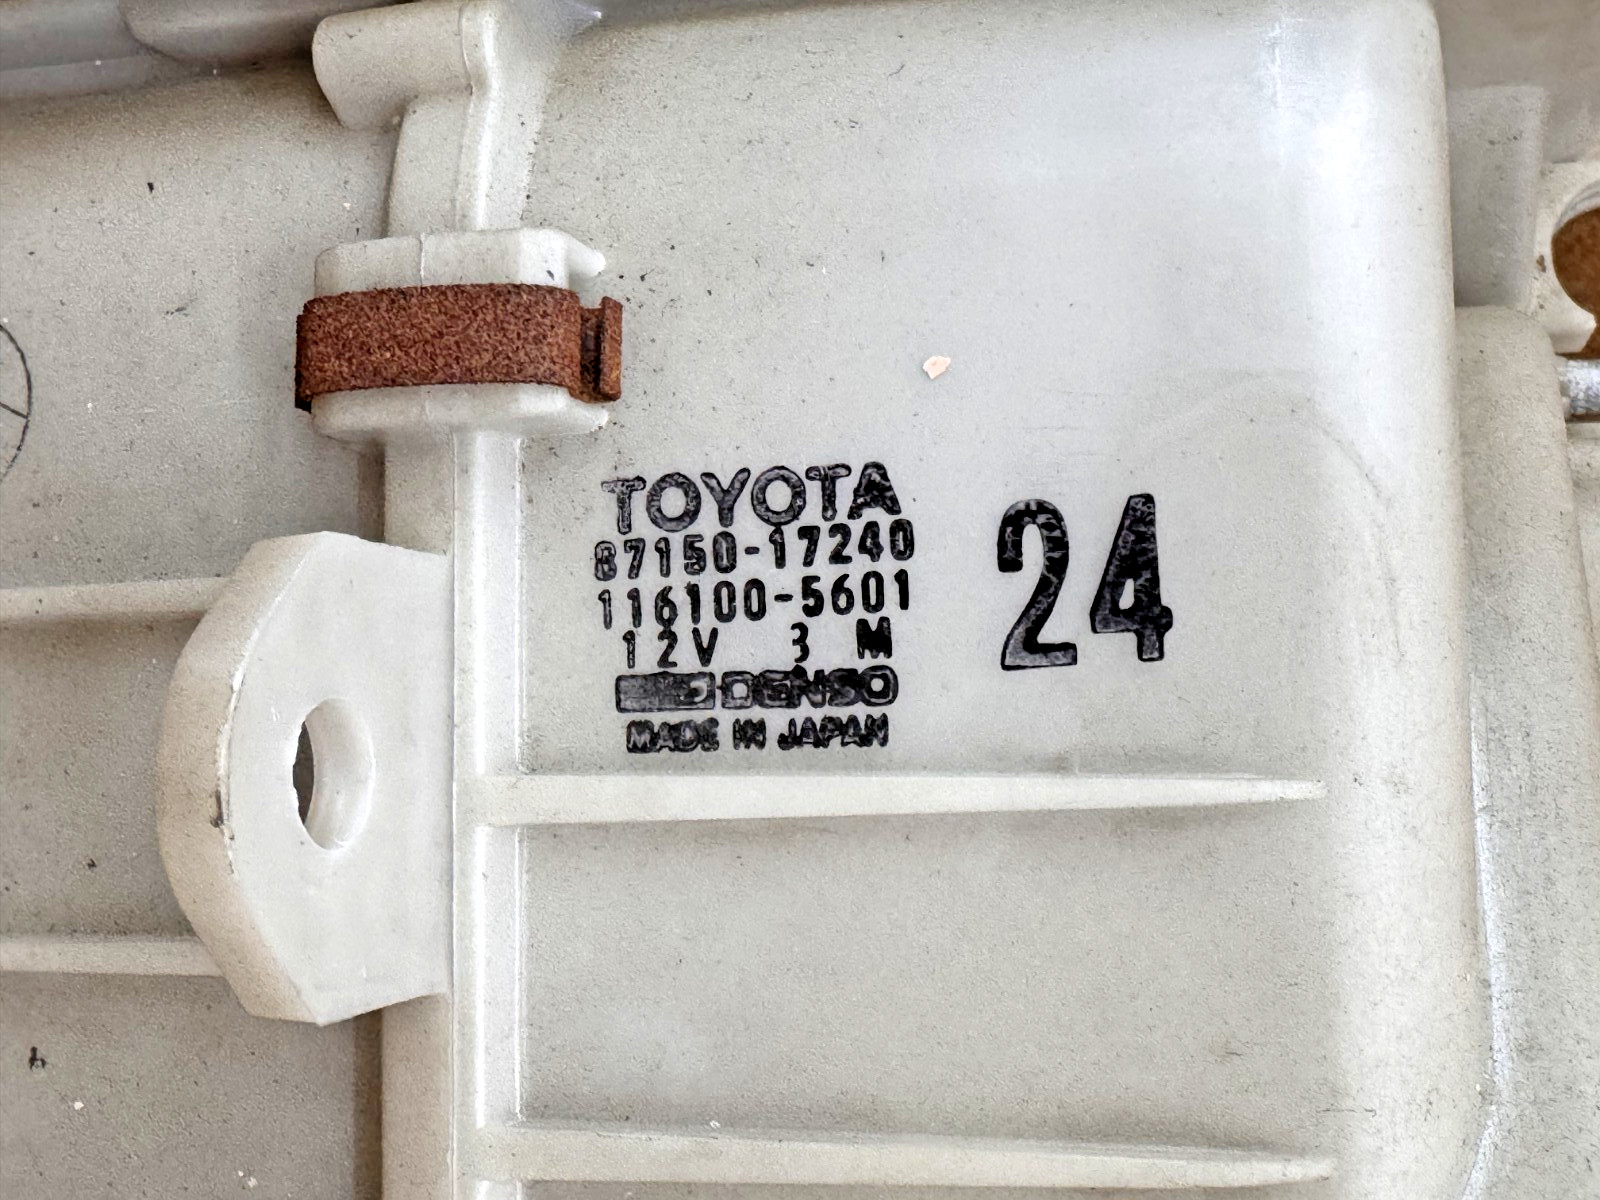 TOYOTA
87150-17240
116100-5601
12V 3 M
DENSO
MADE IN JAPAN
24